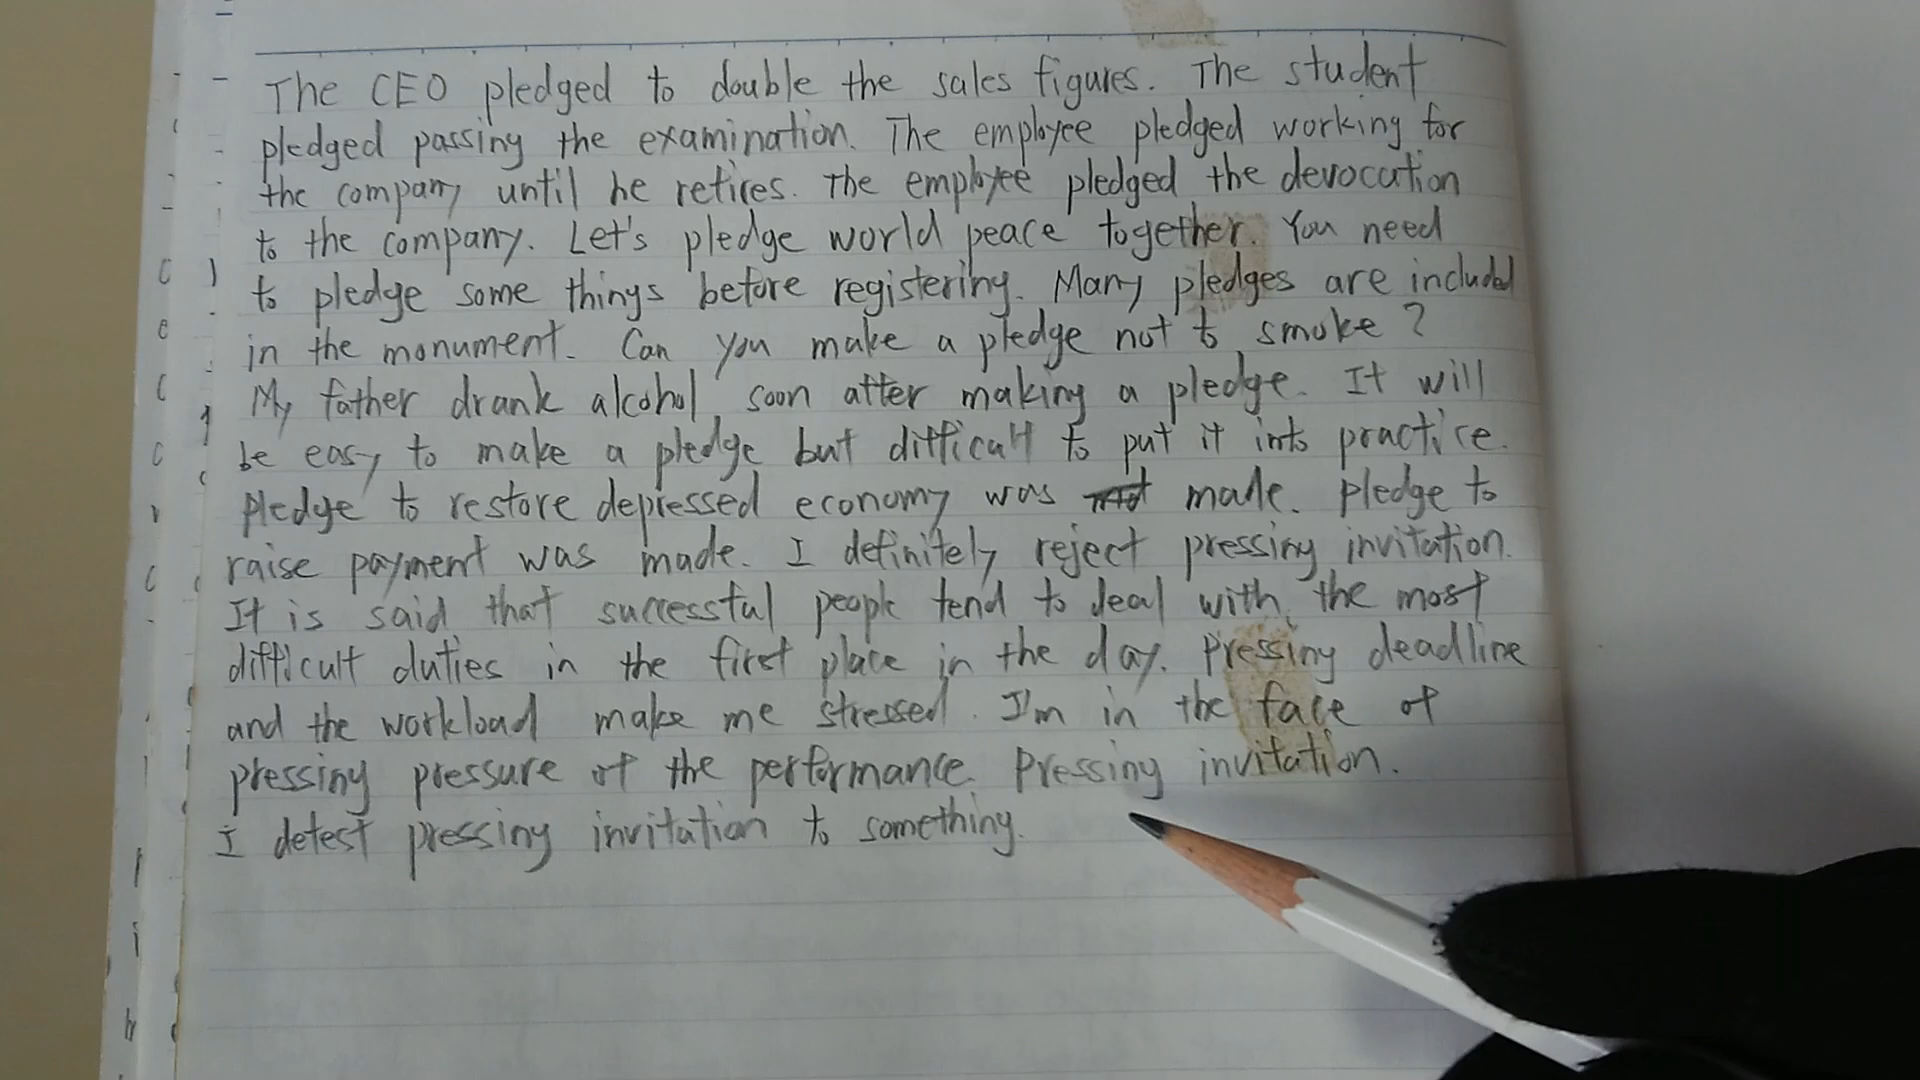 The CEO pledged to double the sales figures. The student
pledged passing the examination. The employee pledged working for
the company until he retires. The employee pledged the devocation
to the company. Let's pledge world peace together. You need
to pledge some things before registering. Many pledges are included
in the monument. Can you make a pledge not to smoke?
My father drank alcohol soon after making a pledge. It will
be easy to make a pledge but difficult to put it into practice.
Pledge to restore depressed economy was made. Pledge to
raise payment was made. I definitely reject pressing invitation.
It is said that successful people tend to deal with the most
difficult duties in the first place in the day. Pressing deadline
and the workload make me stressed. I'm in the face of
pressing pressure of the performance. Pressing invitation.
I detest pressing invitation to something.